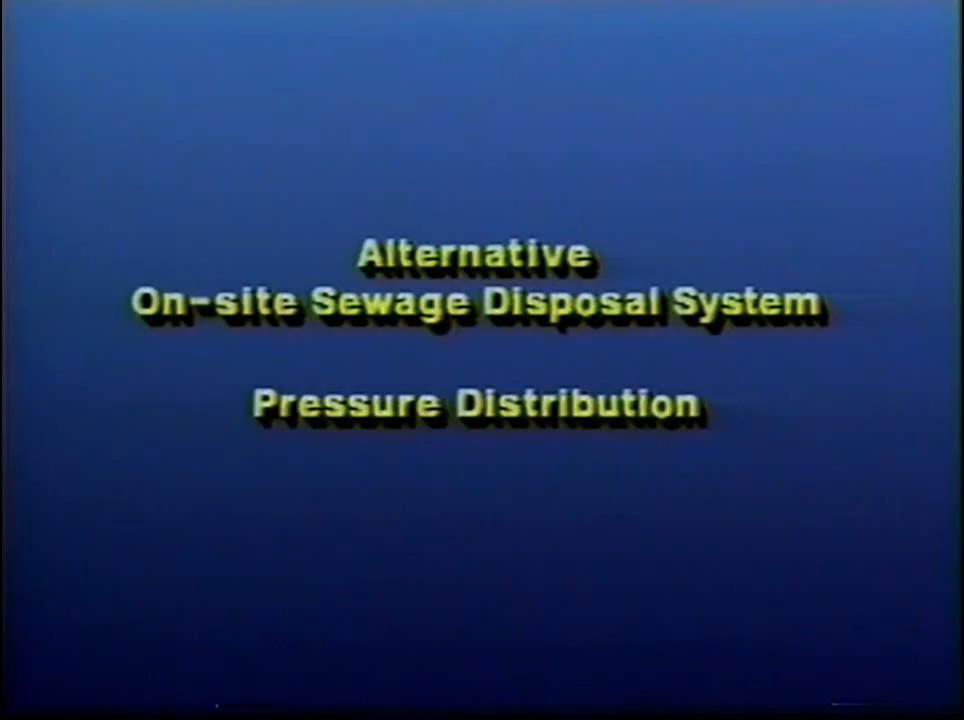 Alternative
On-site Sewage Disposal System
Pressure Distribution